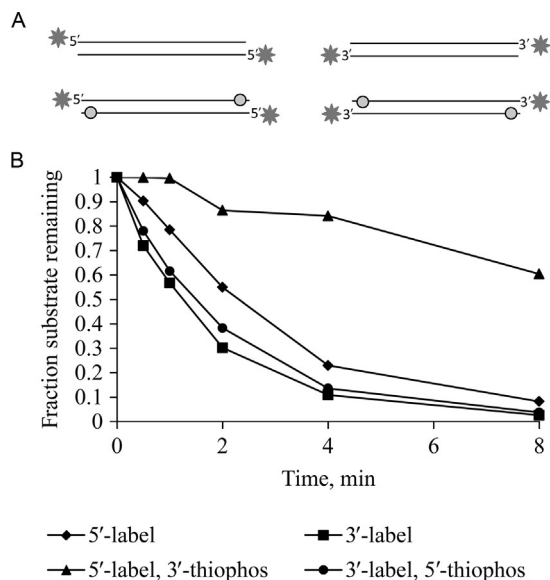 A
5′ 3′
5′ 3′
5′ 3′
5′ 3′
B
Fraction substrate remaining
1
0.9
0.8
0.7
0.6
0.5
0.4
0.3
0.2
0.1
0
0 2 4 6 8
Time, min
5′-label 3′-label
5′-label, 3′-thiophos 3′-label, 5′-thiophos